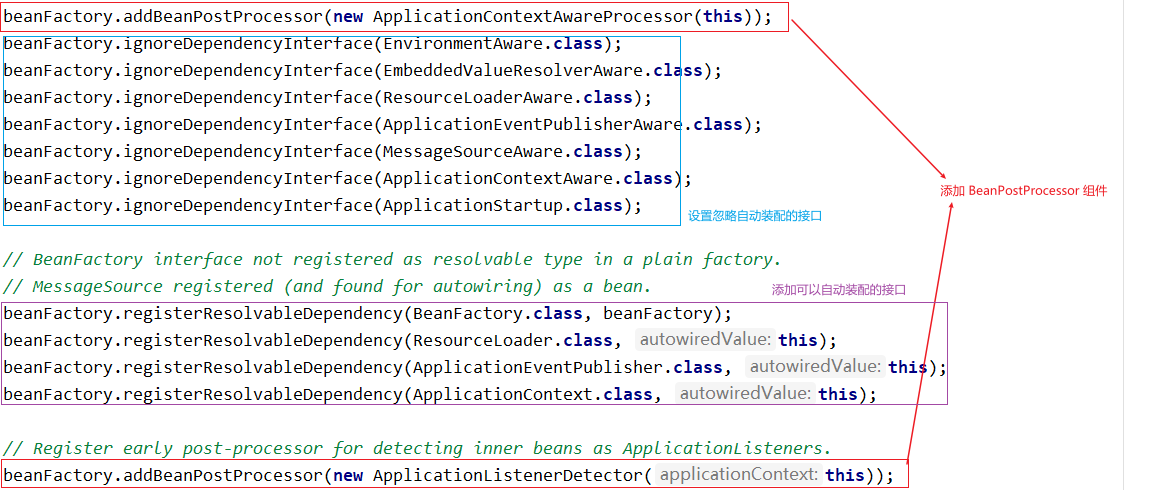 beanFactory.addBeanPostProcessor(new ApplicationContextAwareProcessor(this));
beanFactory.ignoreDependencyInterface(EnvironmentAware.class);
beanFactory.ignoreDependencyInterface(EmbeddedValueResolverAware.class);
beanFactory.ignoreDependencyInterface(ResourceLoaderAware.class);
beanFactory.ignoreDependencyInterface(ApplicationEventPublisherAware.class);
beanFactory.ignoreDependencyInterface(MessageSourceAware.class);
beanFactory.ignoreDependencyInterface(ApplicationContextAware.class);
添加 BeanPostProcessor 组件
beanFactory.ignoreDependencyInterface(ApplicationStartup.class);
设置忽略自动装配的接口
// BeanFactory interface not registered as resolvable type in a plain factory.
// MessageSource registered (and found for autowiring) as a bean.
添加可以自动装配的接口
beanFactory.registerResolvableDependency(BeanFactory.class, beanFactory);
beanFactory.registerResolvableDependency(ResourceLoader.class, autowiredValue: this);
beanFactory.registerResolvableDependency(ApplicationEventPublisher.class, autowiredValue: this);
beanFactory.registerResolvableDependency(ApplicationContext.class, autowiredValue: this);
// Register early post-processor for detecting inner beans as ApplicationListeners.
beanFactory.addBeanPostProcessor(new ApplicationListenerDetector( applicationContext: this));